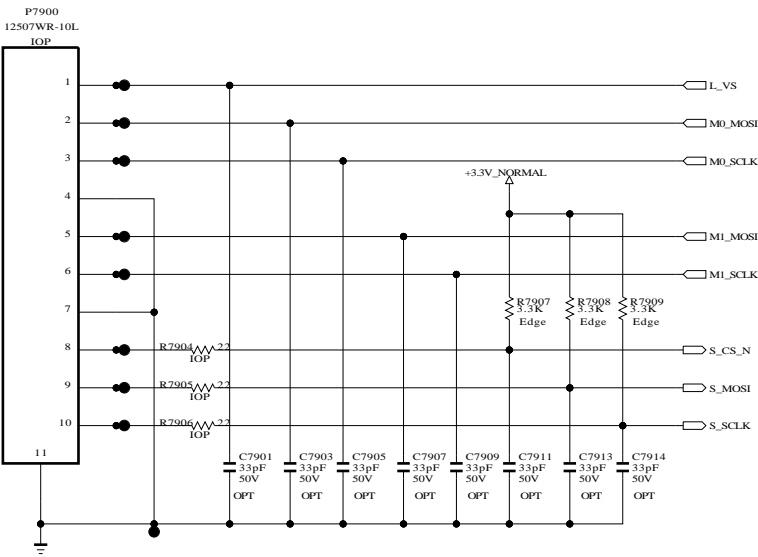 P7900
12507WR-10L
IOP
1
L_VS
2
M0_MOSI
3
M0_SCLK
+3.3V_NORMAL
4
5
M1_MOSI
6
M1_SCLK
7
R7907
3.3K
Edge
R7908
3.3K
Edge
R7909
3.3K
Edge
8
R7904
22
IOP
S_CS_N
9
R7905
22
IOP
S_MOSI
10
R7906
22
IOP
S_SCLK
11
C7901
33pF
50V
OPT
C7903
33pF
50V
OPT
C7905
33pF
50V
OPT
C7907
33pF
50V
OPT
C7909
33pF
50V
OPT
C7911
33pF
50V
OPT
C7913
33pF
50V
OPT
C7914
33pF
50V
OPT